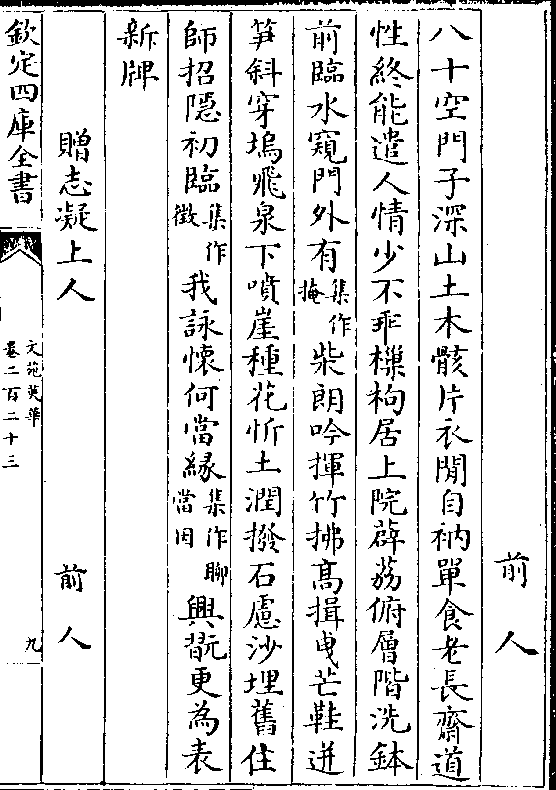 前人
八十空門子深山土木骸片衣閒自衲單食老長齋道
性終能遣人情少不乖樏枸居上院薜荔俯層階洗鉢
前臨水窺門外有集作掩柴朗吟揮竹拂高揖曳芒鞋迸
笋斜穿塢飛泉下噴崖種花忻土潤撥石慮沙埋舊住
師招隱初臨集作徵我詠懷何當緣集作聊當因興翫更為表
新牌
贈志凝上人 前人
欽定四庫全書
文苑英華
卷二百二十三
九